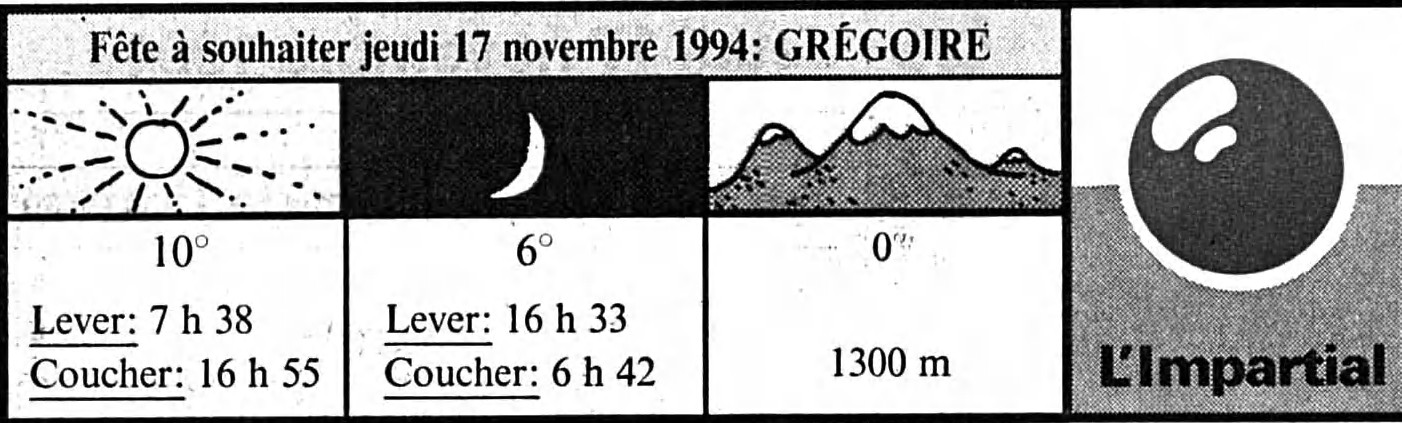 Fête à souhaiter jeudi 17 novembre 1994: GRÉGOIRE
10°
Lever: 7 h 38
Coucher: 16 h 55
6°
Lever: 16 h 33
Coucher: 6 h 42
0°
1300 m
L'Impartial